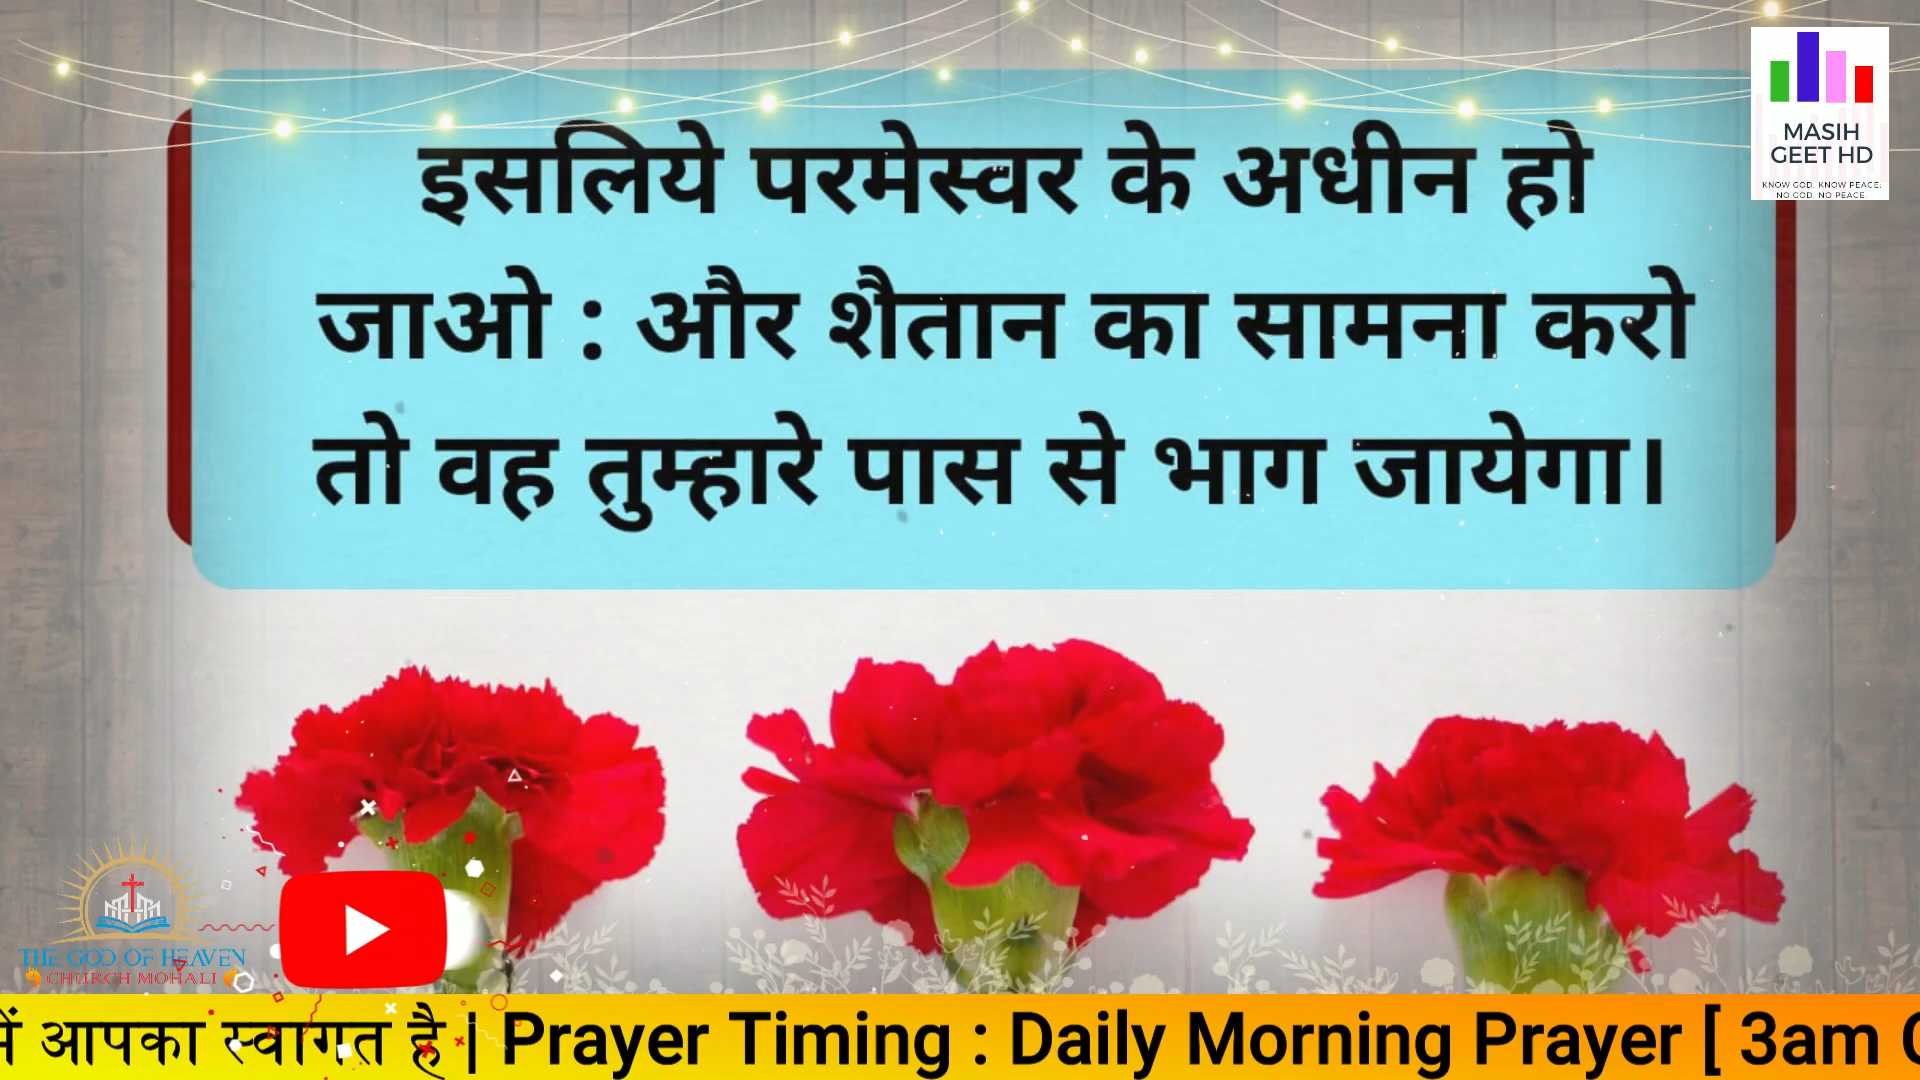 इसलिये परमेस्वर के अधीन हो
जाओ : और शैतान का सामना करो
तो वह तुम्हारे पास से भाग जायेगा।
MASIH
GEET HD
KNOW GOD. KNOW PEACE.
NO GOD. NO PEACE.
THE GOD OF HEAVEN
CHURCH MOHALI
में आपका स्वागत है | Prayer Timing : Daily Morning Prayer [ 3am